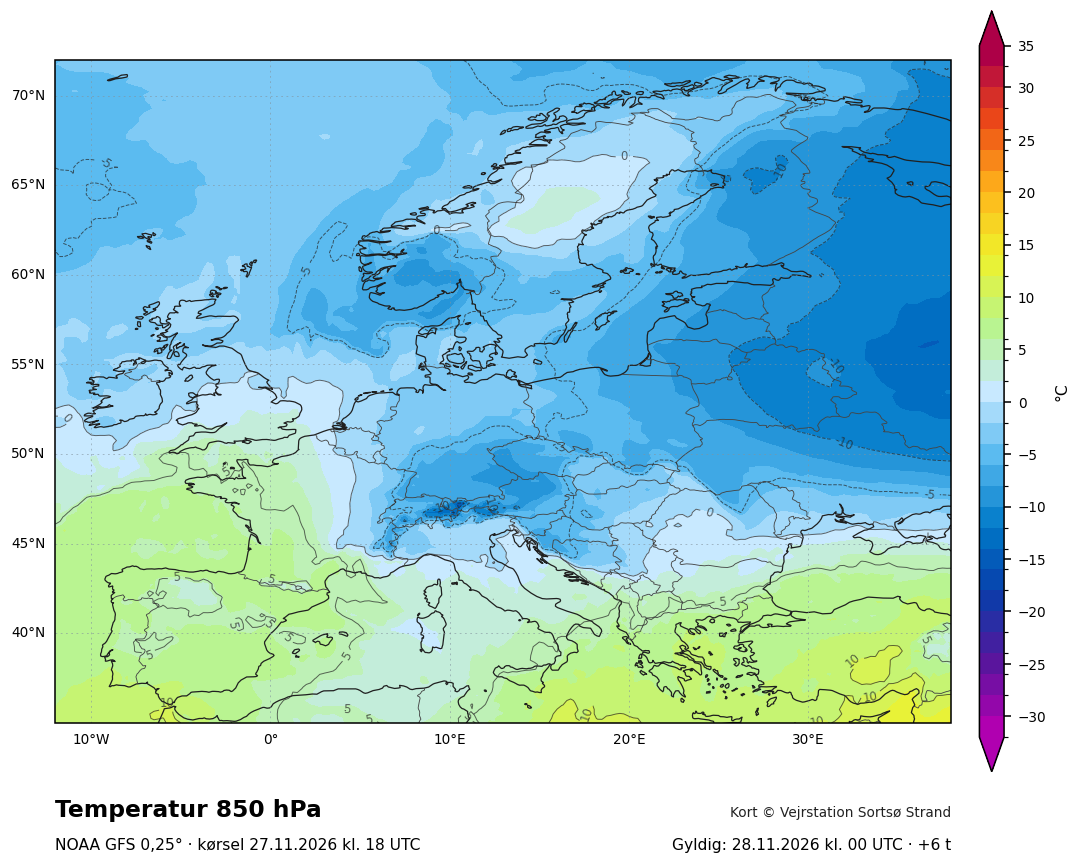 70°N
65°N
60°N
55°N
50°N
45°N
40°N
10°W
0°
10°E
20°E
30°E
35
30
25
20
15
10
5
0
−5
−10
−15
−20
−25
−30
°C
Temperatur 850 hPa
Kort © Vejrstation Sortsø Strand
NOAA GFS 0,25° · kørsel 27.11.2026 kl. 18 UTC
Gyldig: 28.11.2026 kl. 00 UTC · +6 t